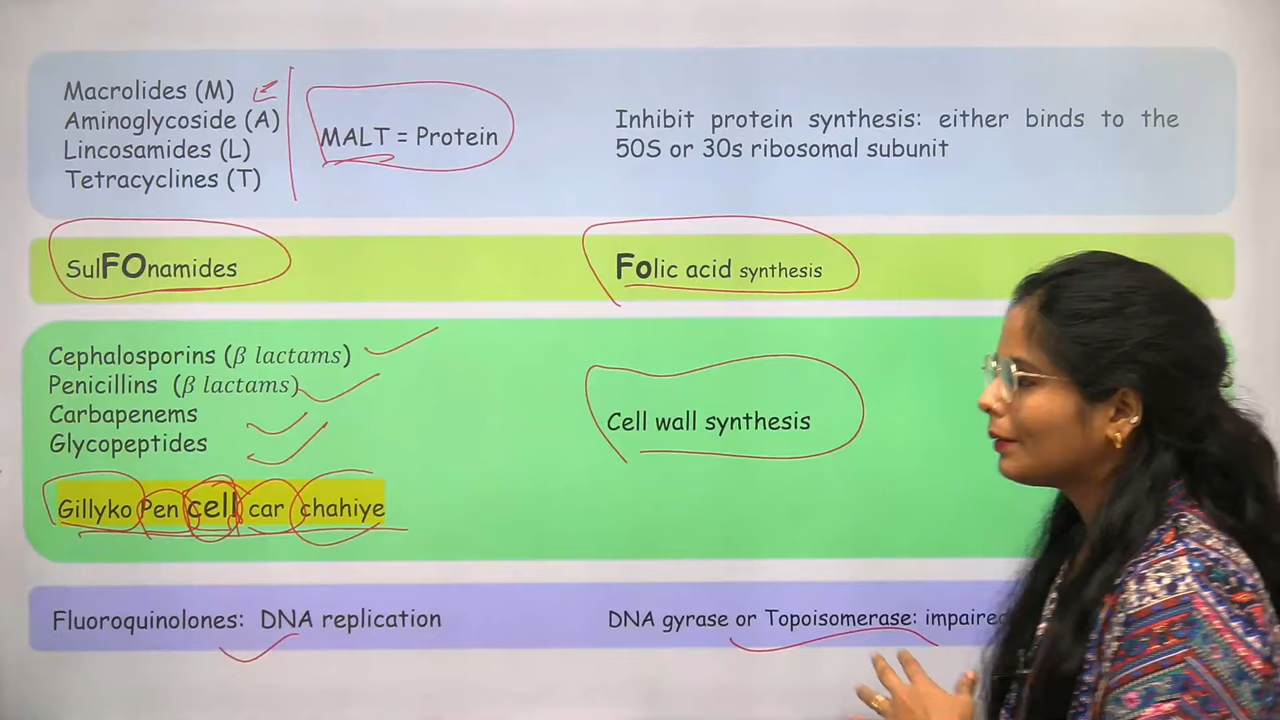 Macrolides (M)
Aminoglycoside (A)
Lincosamides (L)
Tetracyclines (T)
MALT = Protein
Inhibit protein synthesis: either binds to the
50S or 30s ribosomal subunit
SulFOnamides
Folic acid synthesis
Cephalosporins (β lactams)
Penicillins (β lactams)
Carbapenems
Glycopeptides
Gillyko Pen cell car chahiye
Cell wall synthesis
Fluoroquinolones: DNA replication
DNA gyrase or Topoisomerase: impaired